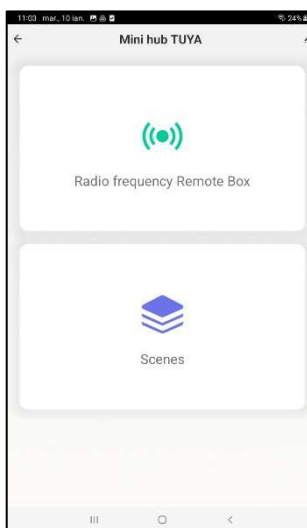 11:03 mar., 10 ian. 24%
Mini hub TUYA
Radio frequency Remote Box
Scenes